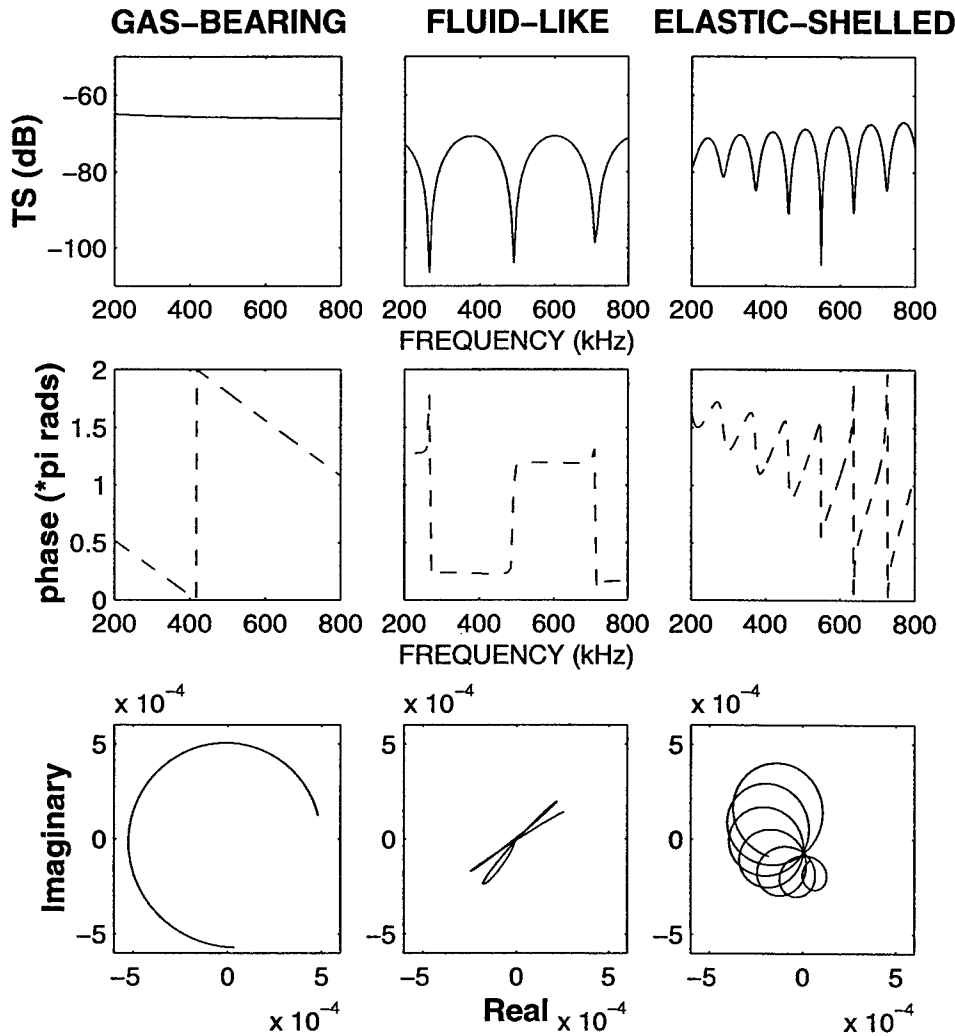 GAS–BEARING FLUID–LIKE ELASTIC–SHELLED
TS (dB)
−60
−80
−100
200 400 600 800
200 400 600 800
200 400 600 800
FREQUENCY (kHz)
phase (*pi rads)
2
1.5
1
0.5
0
200 400 600 800
200 400 600 800
200 400 600 800
FREQUENCY (kHz)
Imaginary
x 10⁻⁴
5
0
−5
−5 0 5
x 10⁻⁴
x 10⁻⁴
5
0
−5
−5 0 5
Real x 10⁻⁴
x 10⁻⁴
5
0
−5
−5 0 5
x 10⁻⁴